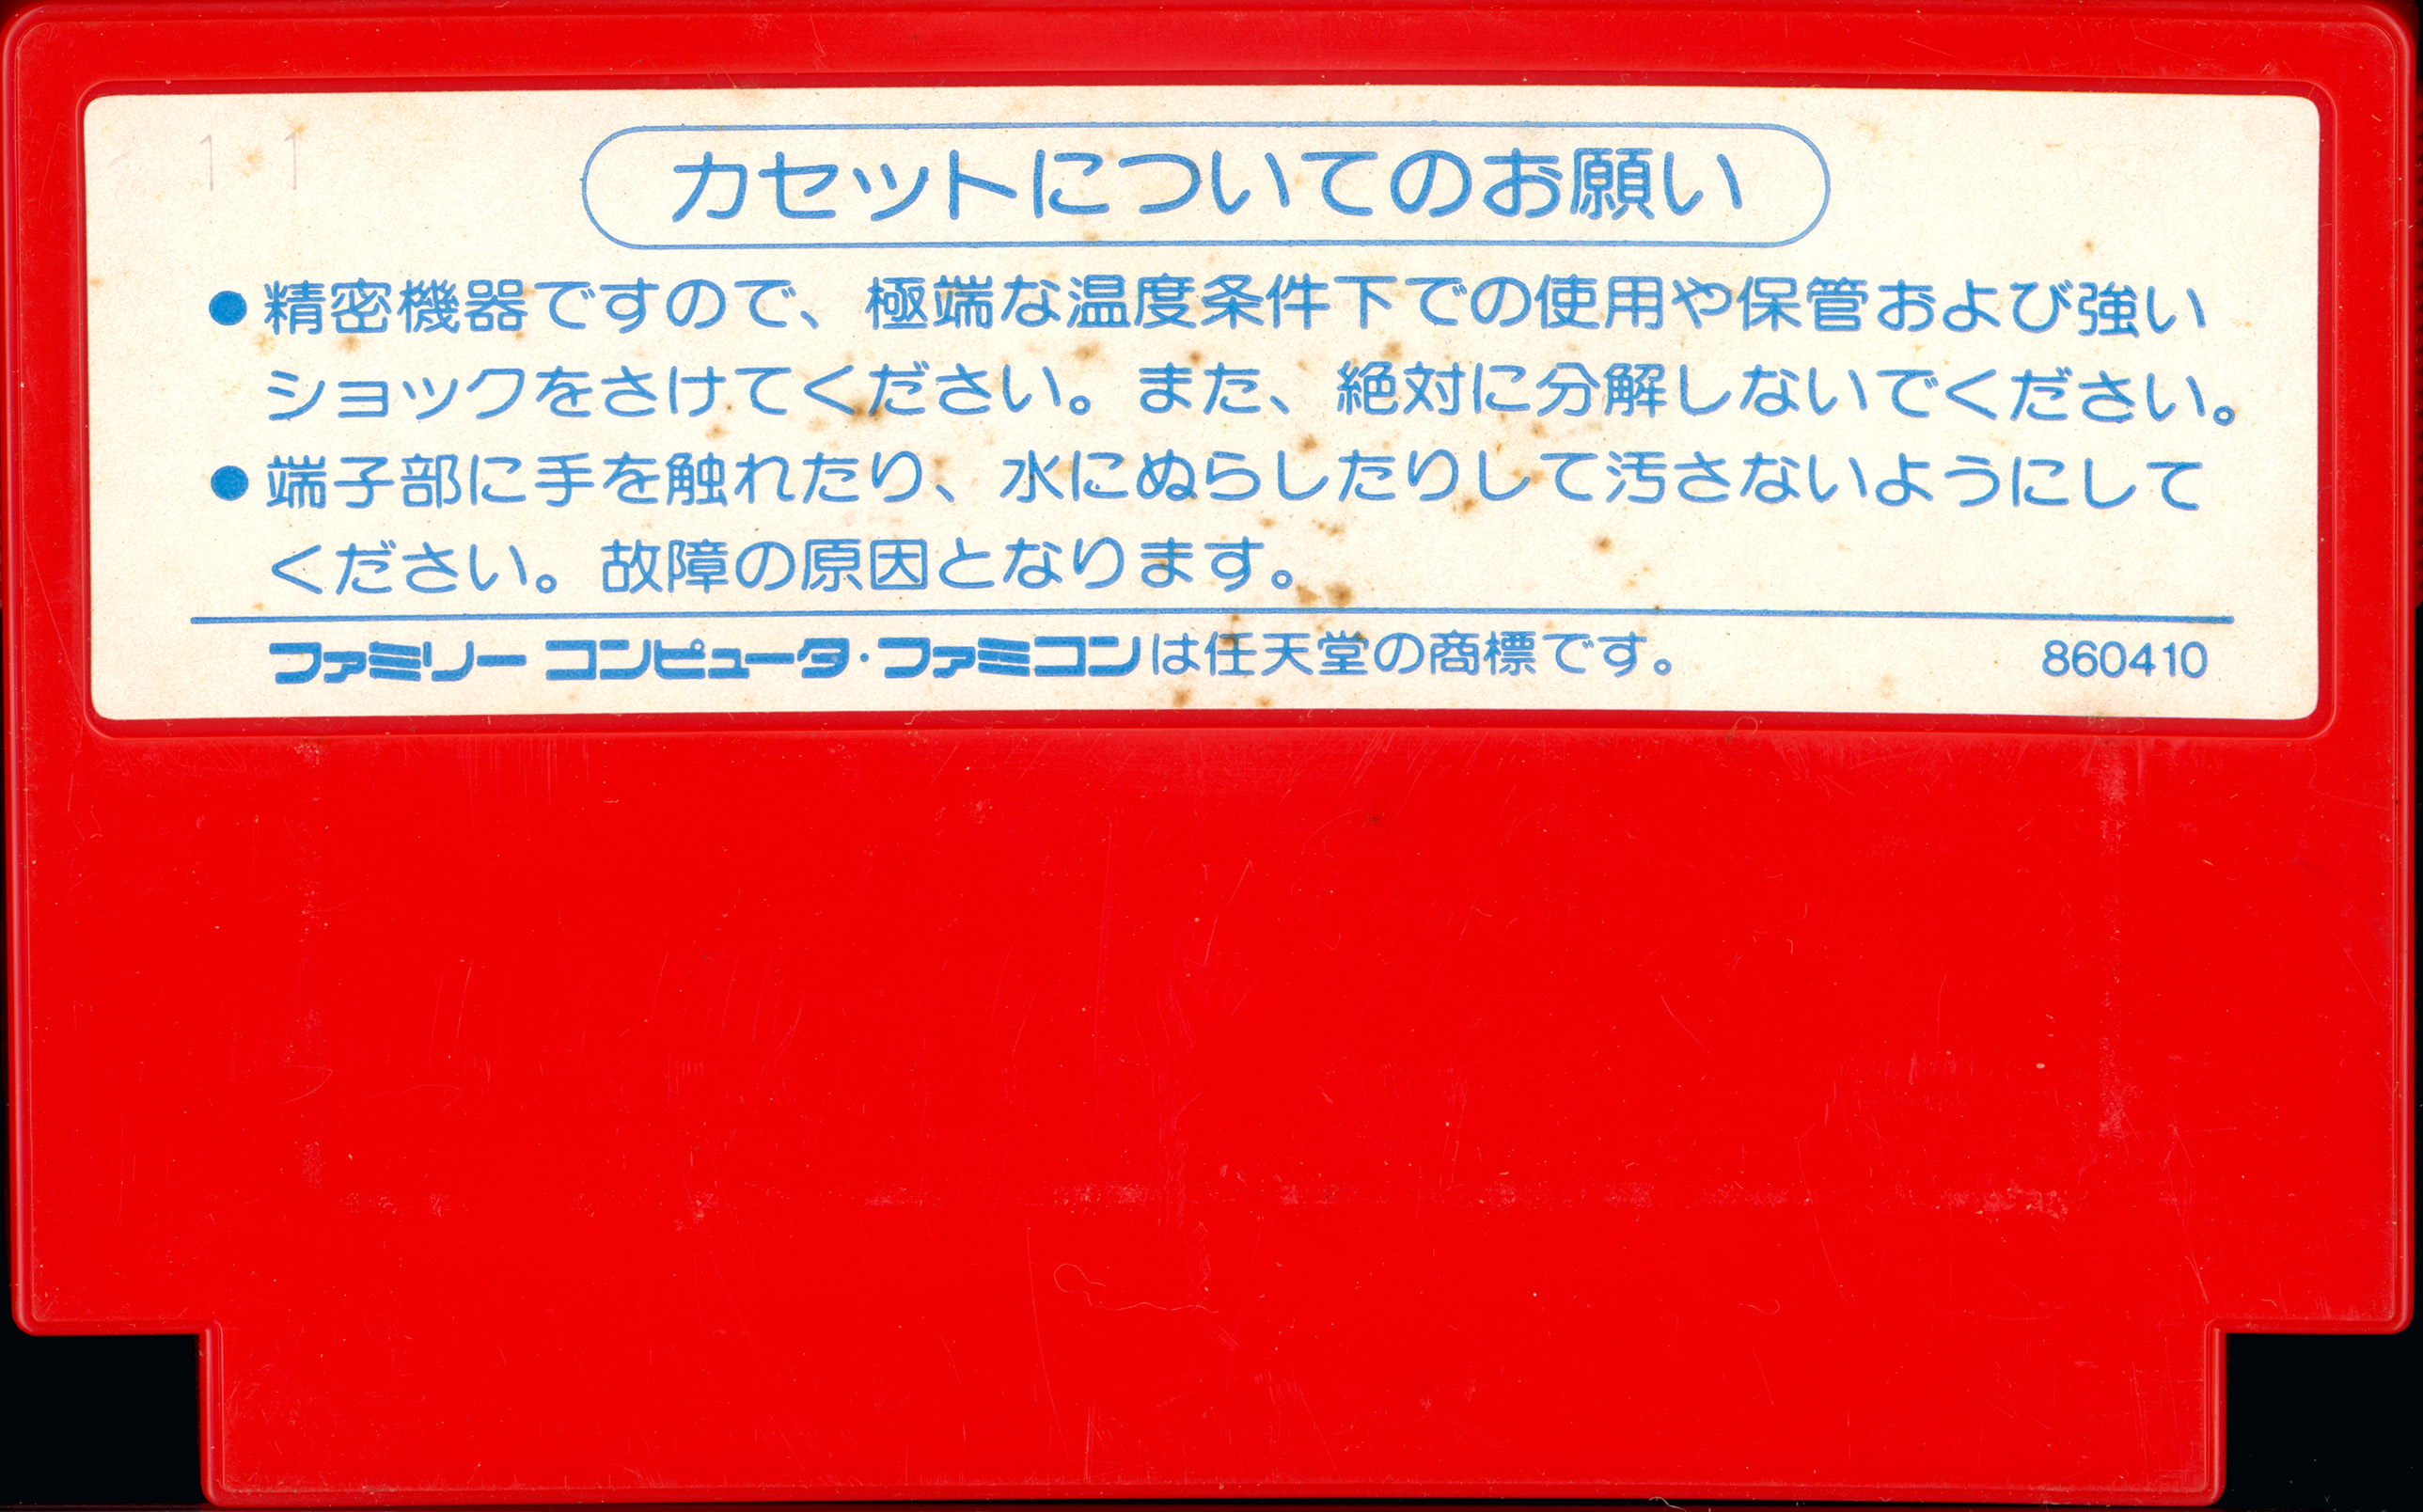 11
カセットについてのお願い
●精密機器ですので、極端な温度条件下での使用や保管および強い
ショックをさけてください。また、絶対に分解しないでください。
●端子部に手を触れたり、水にぬらしたりして汚さないようにして
ください。故障の原因となります。
ファミリーコンピュータ・ファミコンは任天堂の商標です。 860410